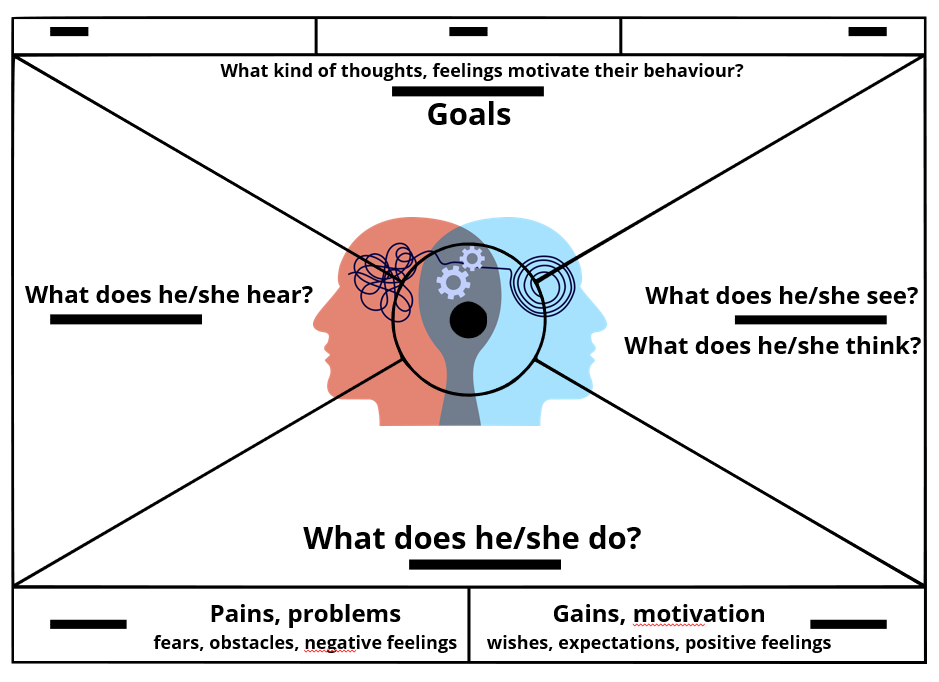 What kind of thoughts, feelings motivate their behaviour?
Goals
What does he/she hear?
What does he/she see?
What does he/she think?
What does he/she do?
Pains, problems
fears, obstacles, negative feelings
Gains, motivation
wishes, expectations, positive feelings